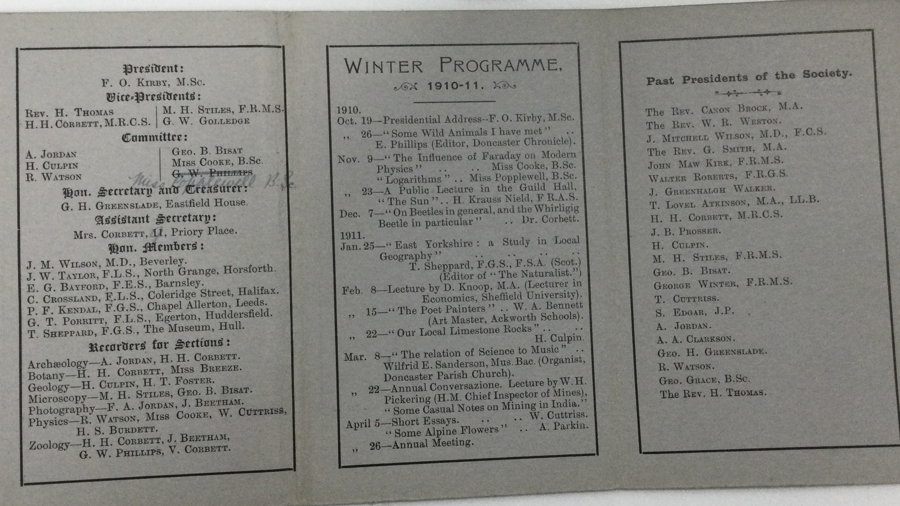 President:
F. O. KIRBY, M.Sc.
Vice-Presidents:
REV. H. THOMAS
H. H. CORBETT, M.R.C.S.
M. H. STILES, F.R.M.S.
G. W. GOLLEDGE
Committee:
A. JORDAN
H. CULPIN
R. WATSON
GEO. B. BISAT
MISS COOKE, B.Sc.
G. W. PHILLIPS
Miss B.Sc
Hon. Secretary and Treasurer:
G. H. GREENSLADE, Eastfield House.
Assistant Secretary:
MRS. CORBETT, Priory Place.
Hon. Members:
J. M. WILSON, M.D., Beverley.
J. W. TAYLOR, F.L.S., North Grange, Horsforth.
E. G. BAYFORD, F.E.S., Barnsley.
C. CROSSLAND, F.L.S., Coleridge Street, Halifax.
P. F. KENDAL, F.G.S., Chapel Allerton, Leeds.
G. T. PORRITT, F.L.S., Egerton, Huddersfield.
T. SHEPPARD, F.G.S., The Museum, Hull.
Recorders for Sections:
Archæology—A. JORDAN, H. H. CORBETT.
Botany—H. H. CORBETT, MISS BREEZE.
Geology—H. CULPIN, H. T. FOSTER.
Microscopy—M. H. STILES, GEO. B. BISAT.
Photography—F. A. JORDAN, J. BEETHAM.
Physics—R. WATSON, MISS COOKE, W. CUTTRISS,
H. S. BURDETT.
Zoology—H. H. CORBETT, J. BEETHAM,
G. W. PHILLIPS, V. CORBETT.
WINTER PROGRAMME,
1910-11.
1910.
Oct. 19—Presidential Address—F. O. Kirby, M.Sc.
„ 26—"Some Wild Animals I have met" ..
E. Phillips (Editor, Doncaster Chronicle).
Nov. 9—"The Influence of Faraday on Modern
Physics" .. .. Miss Cooke, B.Sc.
"Logarithms" .. Miss Popplewell, B.Sc.
„ 23—A Public Lecture in the Guild Hall,
"The Sun" .. H. Krauss Nield, F.R.A.S.
Dec. 7—"On Beetles in general, and the Whirligig
Beetle in particular" .. Dr. Corbett.
1911.
Jan. 25—"East Yorkshire: a Study in Local
Geography" .. .. .. ..
T. Sheppard, F.G.S., F.S.A. (Scot.)
(Editor of "The Naturalist.")
Feb. 8—Lecture by D. Knoop, M.A. (Lecturer in
Economics, Sheffield University).
„ 15—"The Poet Painters" .. W. A. Bennett
(Art Master, Ackworth Schools).
„ 22—"Our Local Limestone Rocks" .. ..
H. Culpin.
Mar. 8—"The relation of Science to Music" ..
Wilfrid E. Sanderson, Mus. Bac. (Organist,
Doncaster Parish Church).
„ 22—Annual Conversazione. Lecture by W. H.
Pickering (H.M. Chief Inspector of Mines),
"Some Casual Notes on Mining in India."
April 5—Short Essays. .. .. W. Cuttriss.
"Some Alpine Flowers" .. A. Parkin.
„ 26—Annual Meeting.
Past Presidents of the Society.
THE REV. CANON BROCK, M.A.
THE REV. W. R. WESTON.
J. MITCHELL WILSON, M.D., F.C.S.
THE REV. G. SMITH, M.A.
JOHN MAW KIRK, F.R.M.S.
WALTER ROBERTS, F.R.G.S.
J. GREENHALGH WALKER.
T. LOVEL ATKINSON, M.A., LL.B.
H. H. CORBETT, M.R.C.S.
J. B. PROSSER.
H. CULPIN.
M. H. STILES, F.R.M.S.
GEO. B. BISAT.
GEORGE WINTER, F.R.M.S.
T. CUTTRISS.
S. EDGAR, J.P.
A. JORDAN.
A. A. CLARKSON.
GEO. H. GREENSLADE.
R. WATSON.
GEO. GRACE, B.Sc.
THE REV. H. THOMAS.